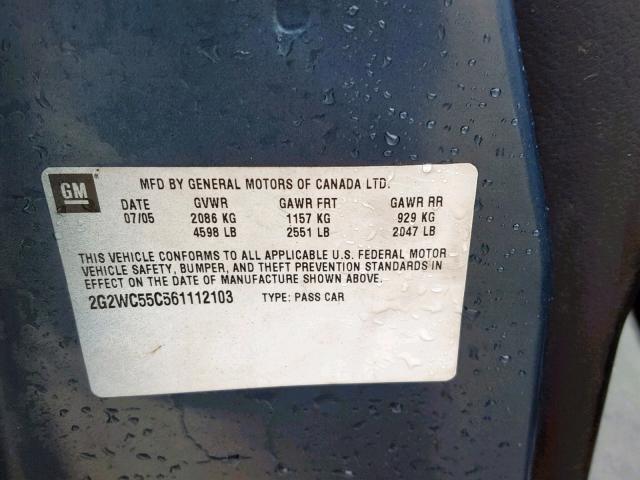 GM
MFD BY GENERAL MOTORS OF CANADA LTD.
DATE GVWR GAWR FRT GAWR RR
07/05 2086 KG 1157 KG 929 KG
4598 LB 2551 LB 2047 LB
THIS VEHICLE CONFORMS TO ALL APPLICABLE U.S. FEDERAL MOTOR
VEHICLE SAFETY, BUMPER, AND THEFT PREVENTION STANDARDS IN
EFFECT ON THE DATE OF MANUFACTURE SHOWN ABOVE.
2G2WC55C561112103 TYPE: PASS CAR